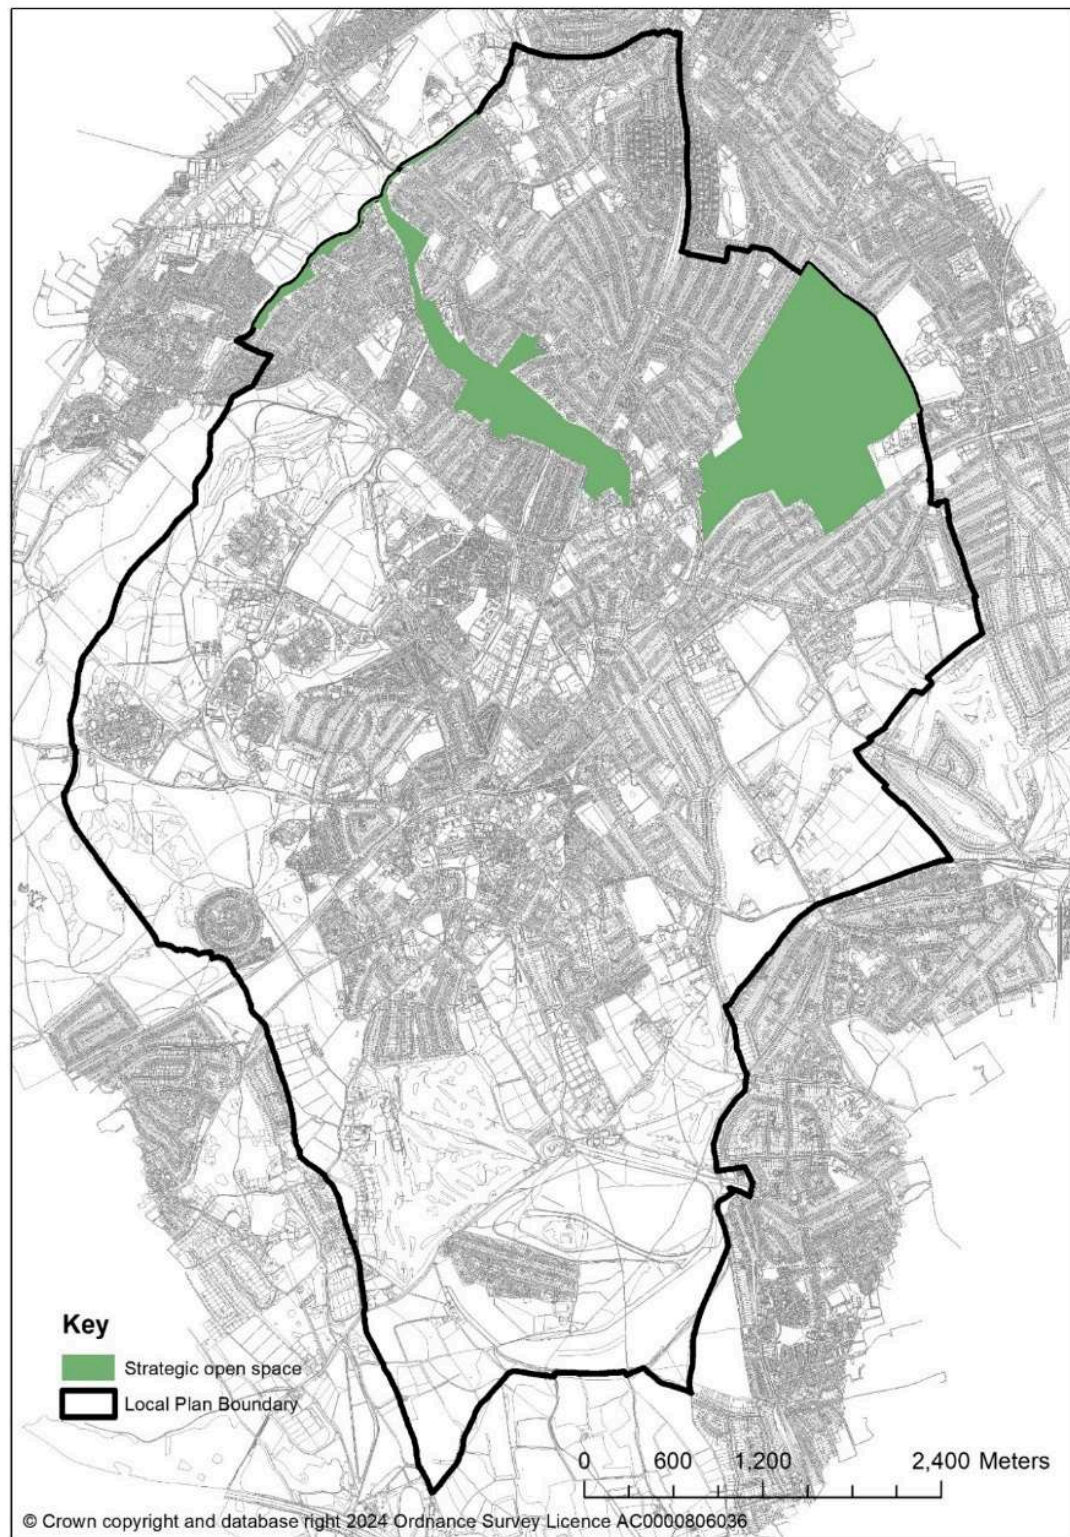 Key
Strategic open space
Local Plan Boundary
0 600 1,200 2,400 Meters
© Crown copyright and database right 2024 Ordnance Survey Licence AC0000806036